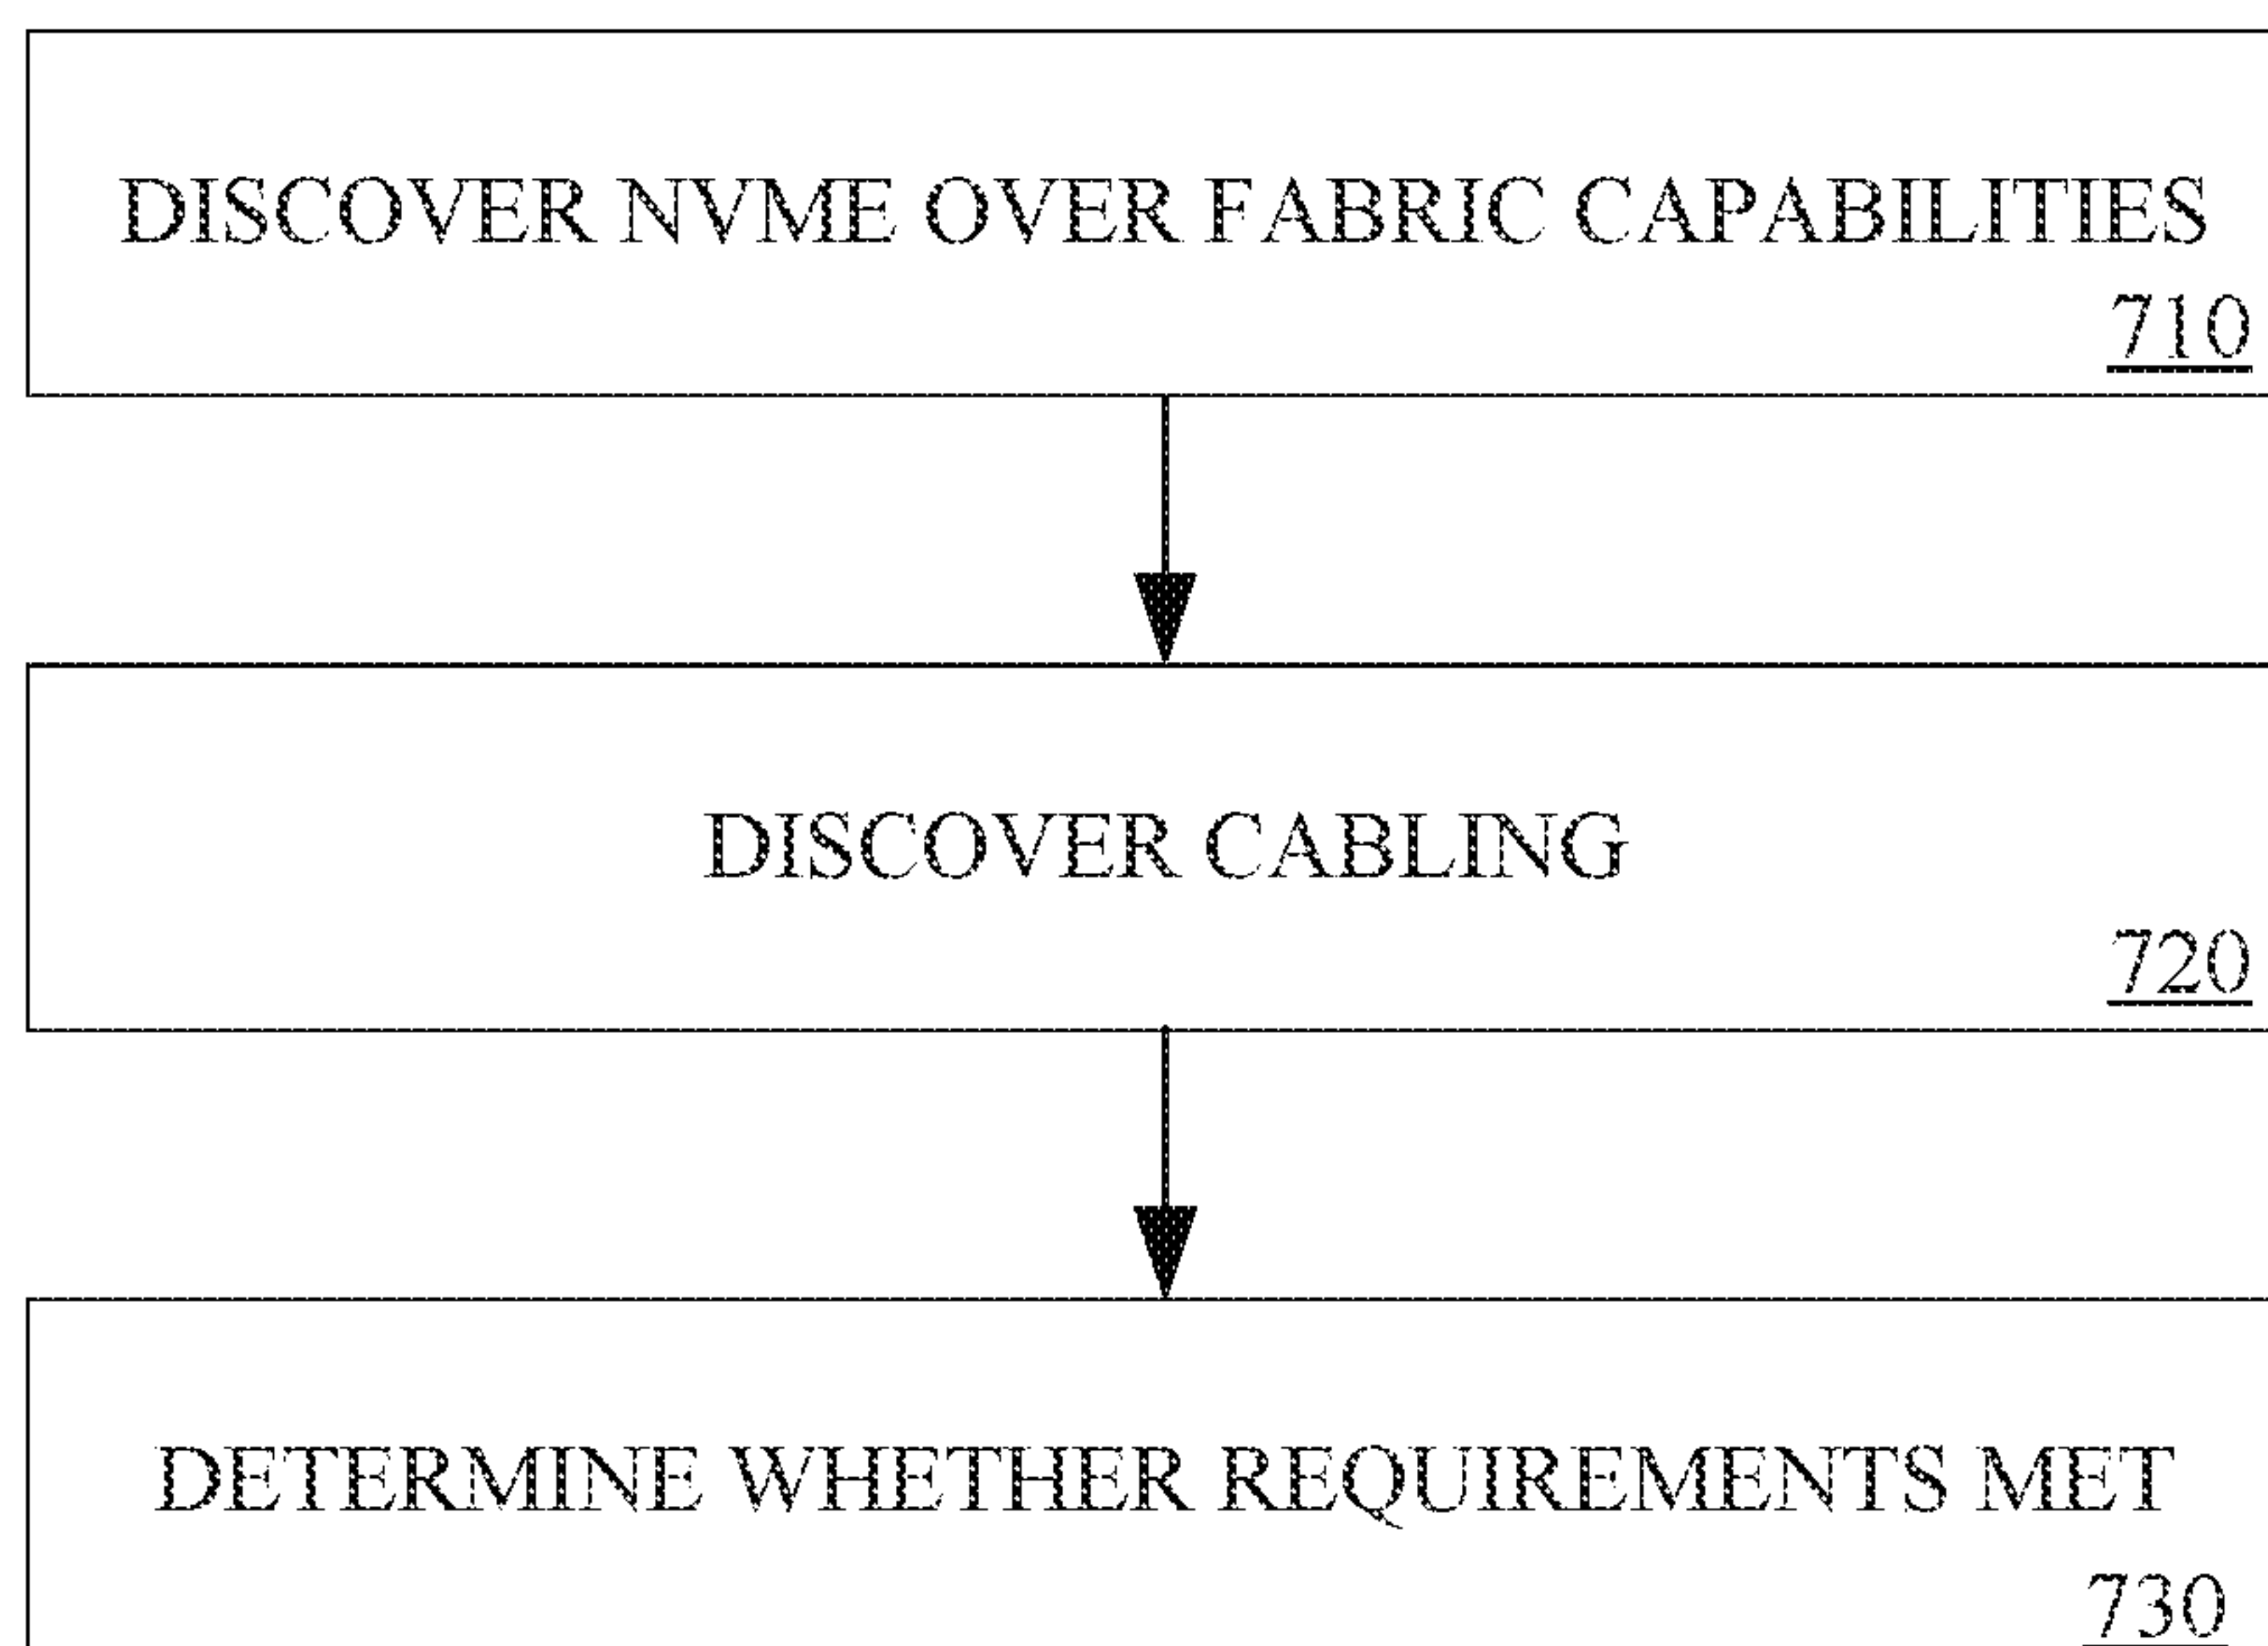 DISCOVER NVME OVER FABRIC CAPABILITIES
710
DISCOVER CABLING
720
DETERMINE WHETHER REQUIREMENTS MET
730